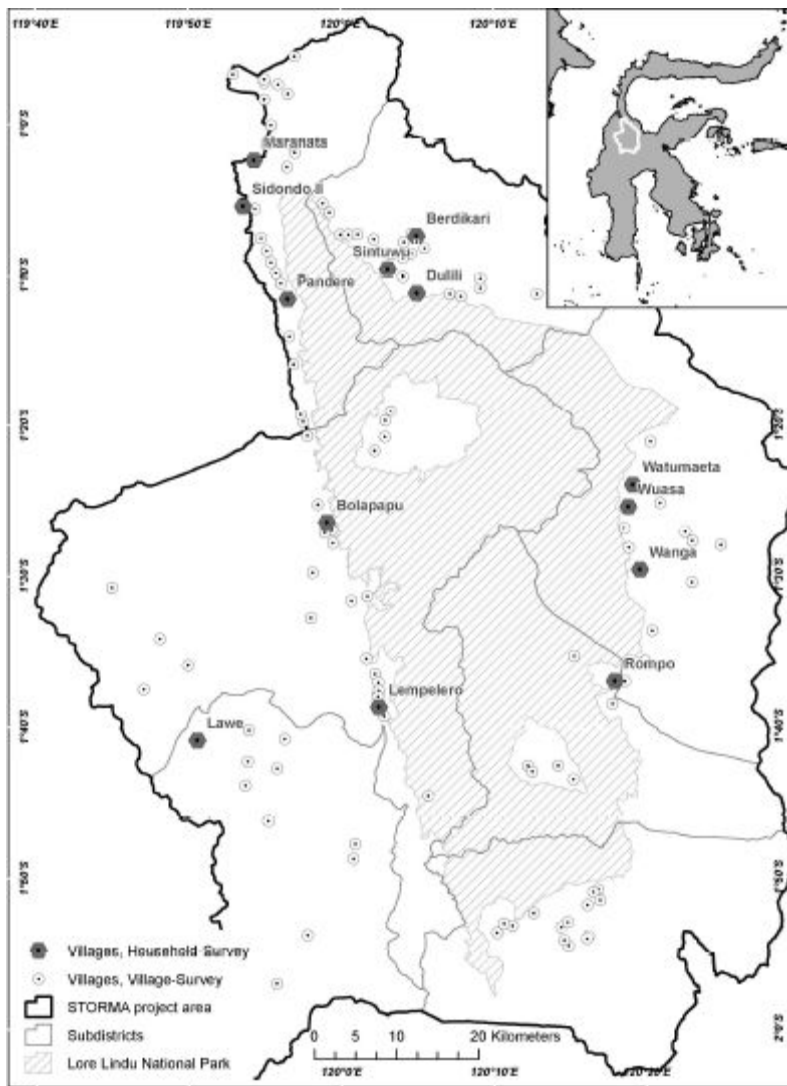 119°40'E 119°50'E 120°0'E 120°10'E
1°0'S
Maranata
Sidondo II
Berdikari
Sintuwu
1°10'S
Dulili
Pandere
1°20'S
1°20'S
Watumaeta
Wuasa
Bolapapu
Wanga
1°30'S
1°30'S
Rompo
Lempelero
Lawe
1°40'S
1°40'S
1°50'S
1°50'S
Villages, Household-Survey
Villages, Village-Survey
STORMA project area
2°0'S
Subdistricts
0 5 10 20 Kilometers
Lore Lindu National Park
120°0'E 120°10'E 120°20'E